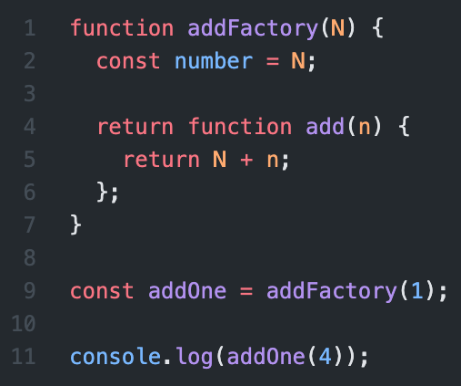 1 function addFactory(N) {
2   const number = N;
3
4   return function add(n) {
5     return N + n;
6   };
7 }
8
9 const addOne = addFactory(1);
10
11 console.log(addOne(4));